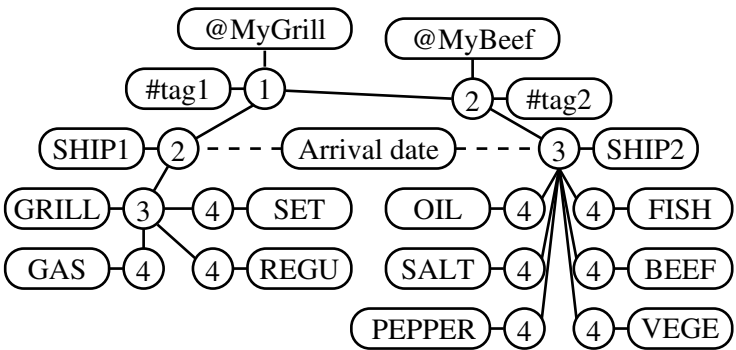 @MyGrill
@MyBeef
#tag1 1 2 #tag2
SHIP1 2 Arrival date 3 SHIP2
GRILL 3 4 SET OIL 4 4 FISH
GAS 4 4 REGU SALT 4 4 BEEF
PEPPER 4 4 VEGE